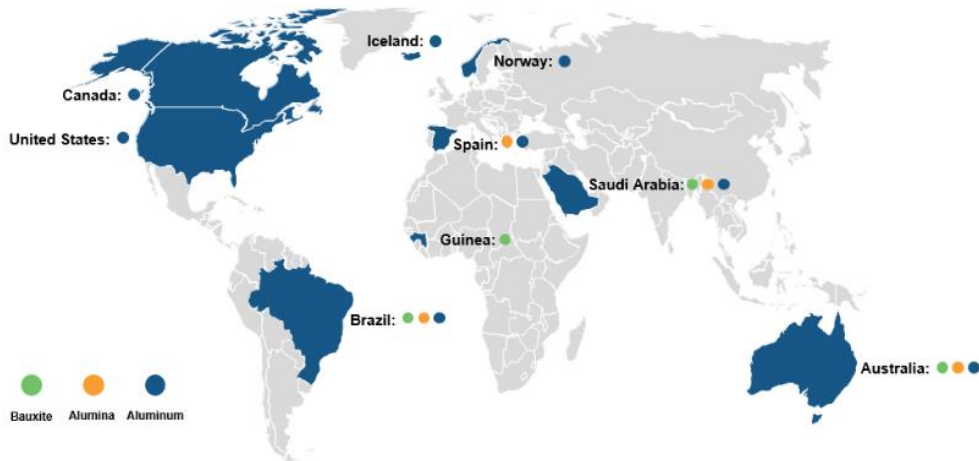 Iceland:
Norway:
Canada:
United States:
Spain:
Saudi Arabia:
Guinea:
Brazil:
Australia:
Bauxite Alumina Aluminum